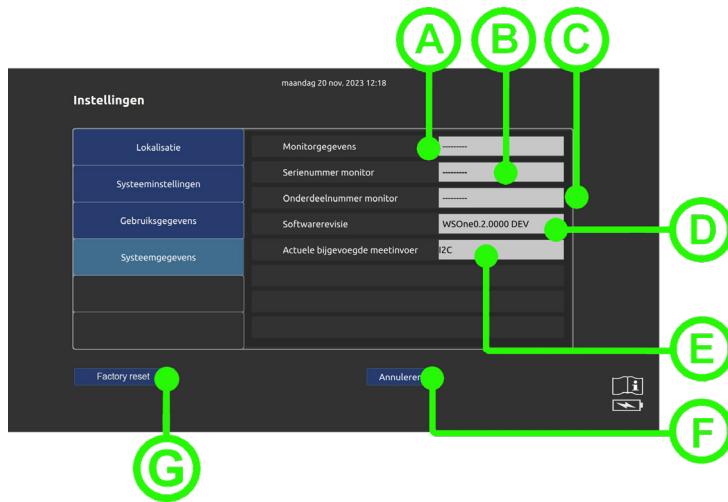 A
B
C
maandag 20 nov. 2023 12:18
Instellingen
Lokalisatie
Monitorgegevens
---------
Systeeminstellingen
Serienummer monitor
---------
Onderdeelnummer monitor
---------
Gebruiksgegevens
Softwarerevisie
WSOne0.2.0000 DEV
D
Systeemgegevens
Actuele bijgevoegde meetinvoer
I2C
E
Factory reset
Annuleren
F
G